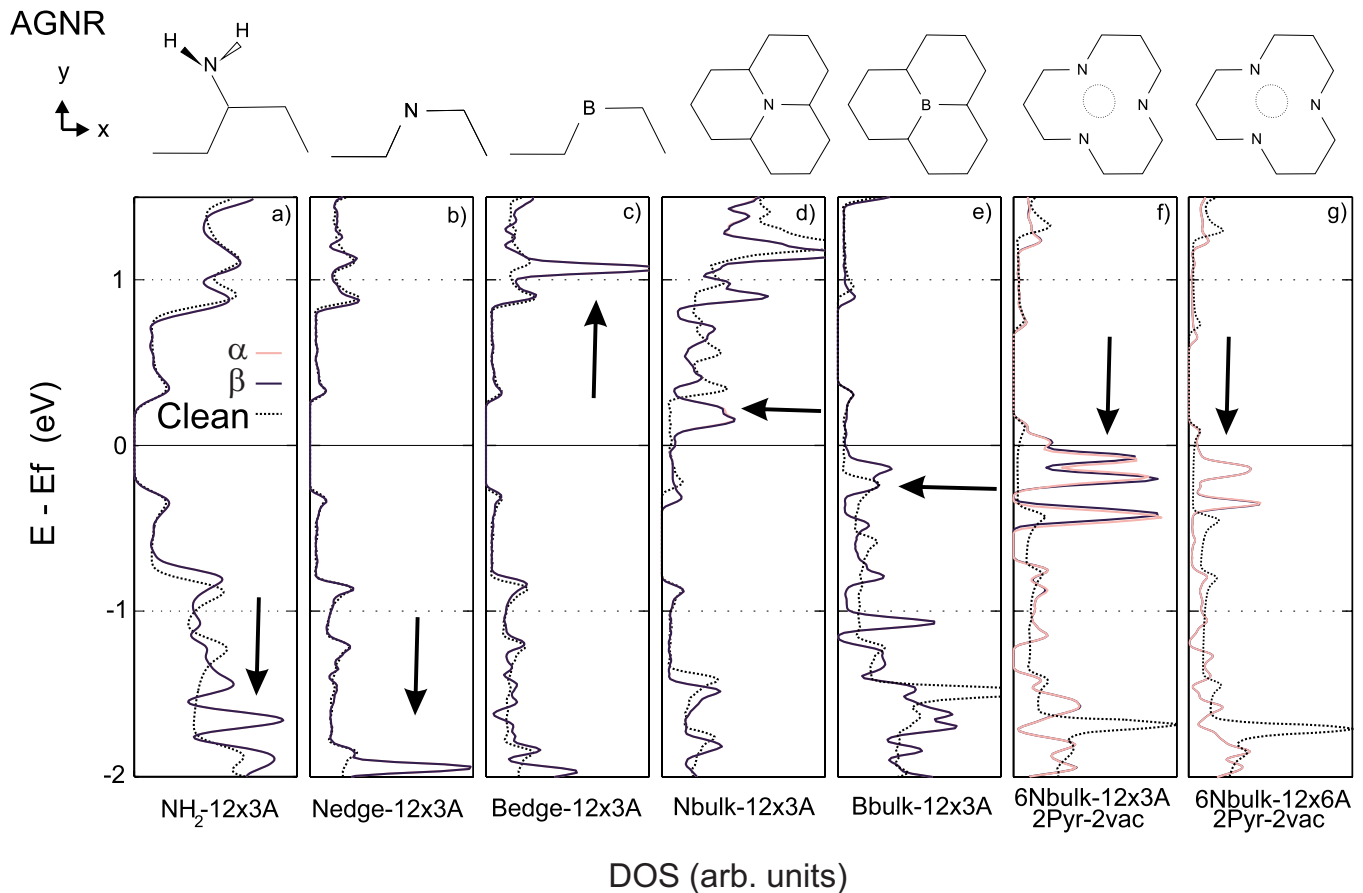 AGNR
y
x
H
H
N
N
B
N
B
N
N
N
N
N
N
a)
b)
c)
d)
e)
f)
g)
α
β
Clean
E - Ef (eV)
1
0
-1
-2
NH2-12x3A
Nedge-12x3A
Bedge-12x3A
Nbulk-12x3A
Bbulk-12x3A
6Nbulk-12x3A
2Pyr-2vac
6Nbulk-12x6A
2Pyr-2vac
DOS (arb. units)